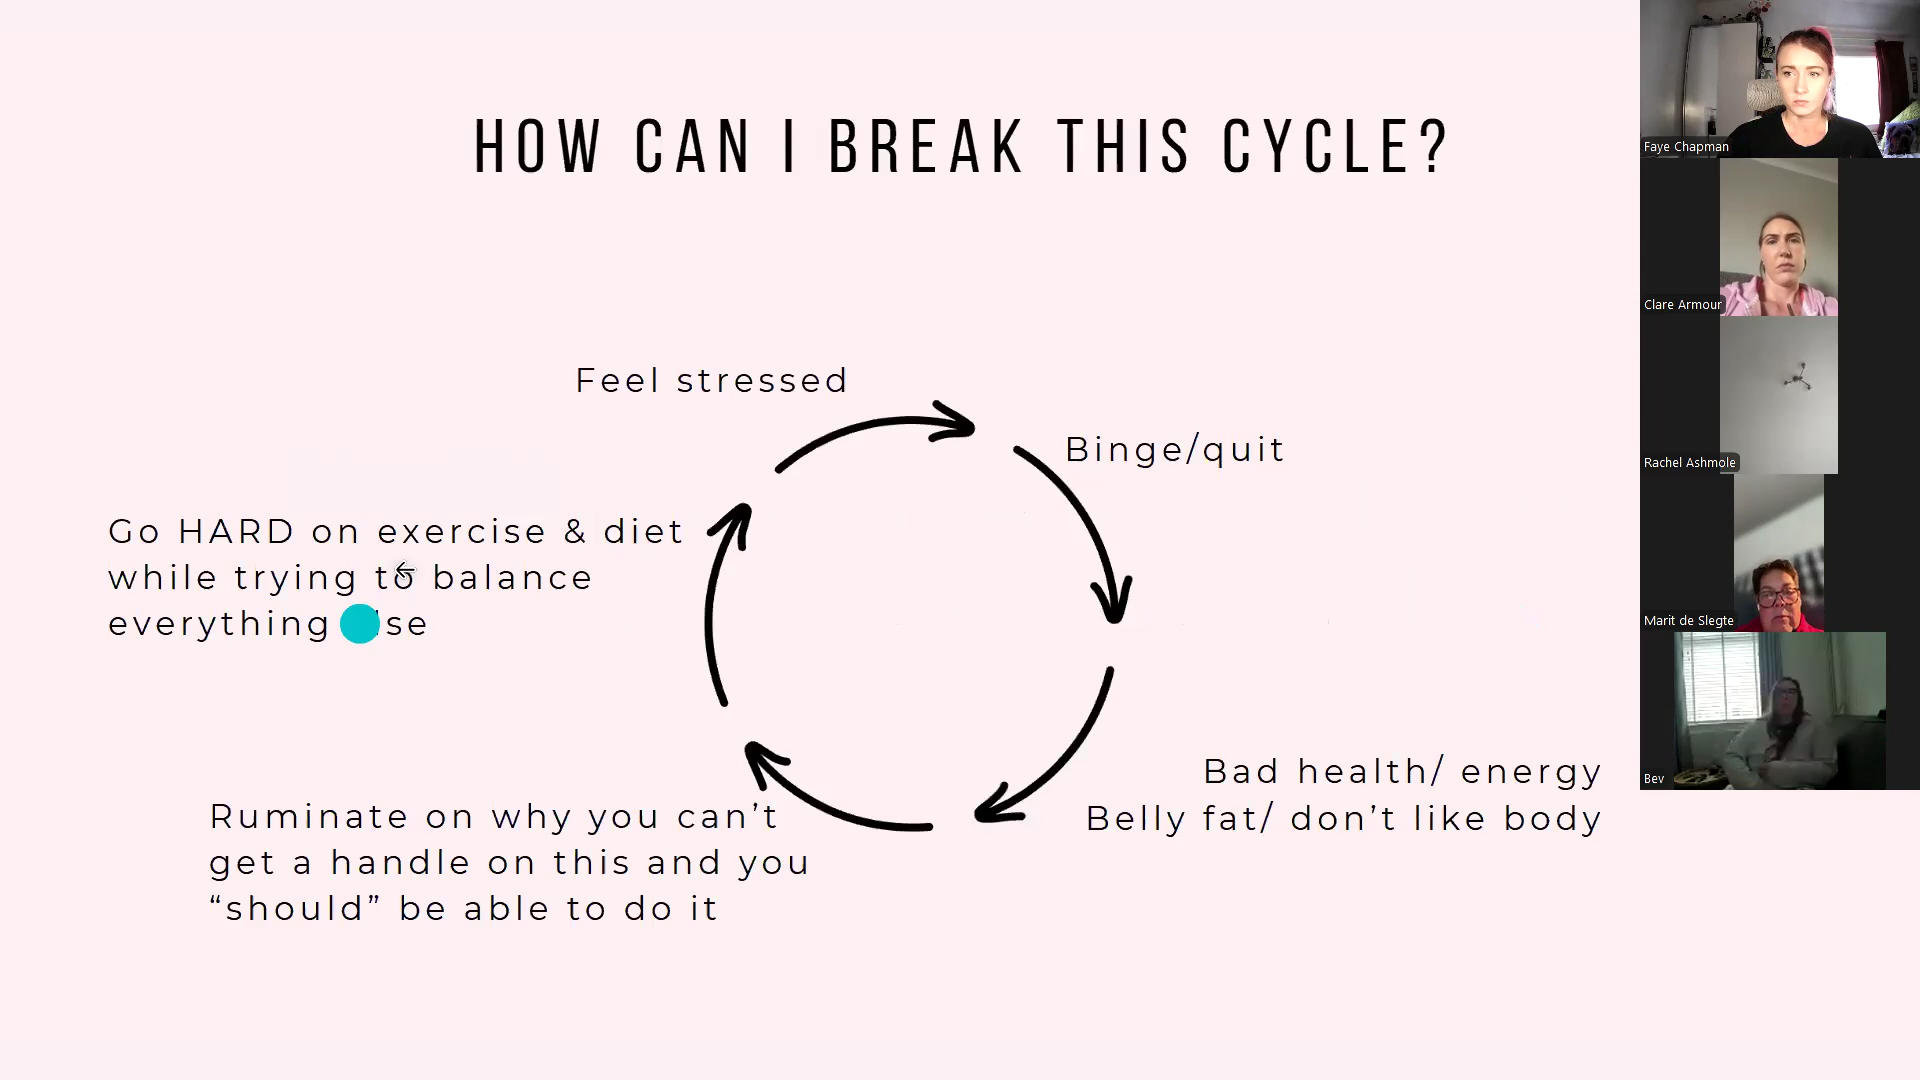 HOW CAN I BREAK THIS CYCLE?
Feel stressed
Binge/quit
Go HARD on exercise & diet
while trying to balance
everything else
Bad health/ energy
Belly fat/ don’t like body
Ruminate on why you can’t
get a handle on this and you
“should” be able to do it
Faye Chapman
Clare Armour
Rachel Ashmole
Marit de Slegte
Bev